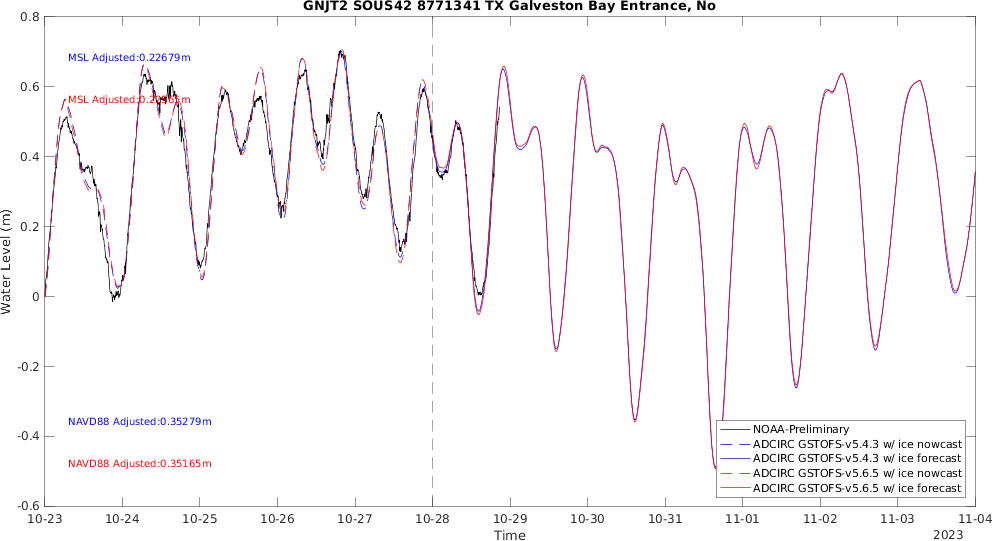 GNJT2 SOUS42 8771341 TX Galveston Bay Entrance, No
Water Level (m)
0.8
0.6
0.4
0.2
0
-0.2
-0.4
-0.6
MSL Adjusted:0.22679m
MSL Adjusted:
NAVD88 Adjusted:0.35279m
NAVD88 Adjusted:0.35165m
NOAA-Preliminary
ADCIRC GSTOFS-v5.4.3 w/ ice nowcast
ADCIRC GSTOFS-v5.4.3 w/ ice forecast
ADCIRC GSTOFS-v5.6.5 w/ ice nowcast
ADCIRC GSTOFS-v5.6.5 w/ ice forecast
10-23 10-24 10-25 10-26 10-27 10-28 10-29 10-30 10-31 11-01 11-02 11-03 11-04
Time
2023